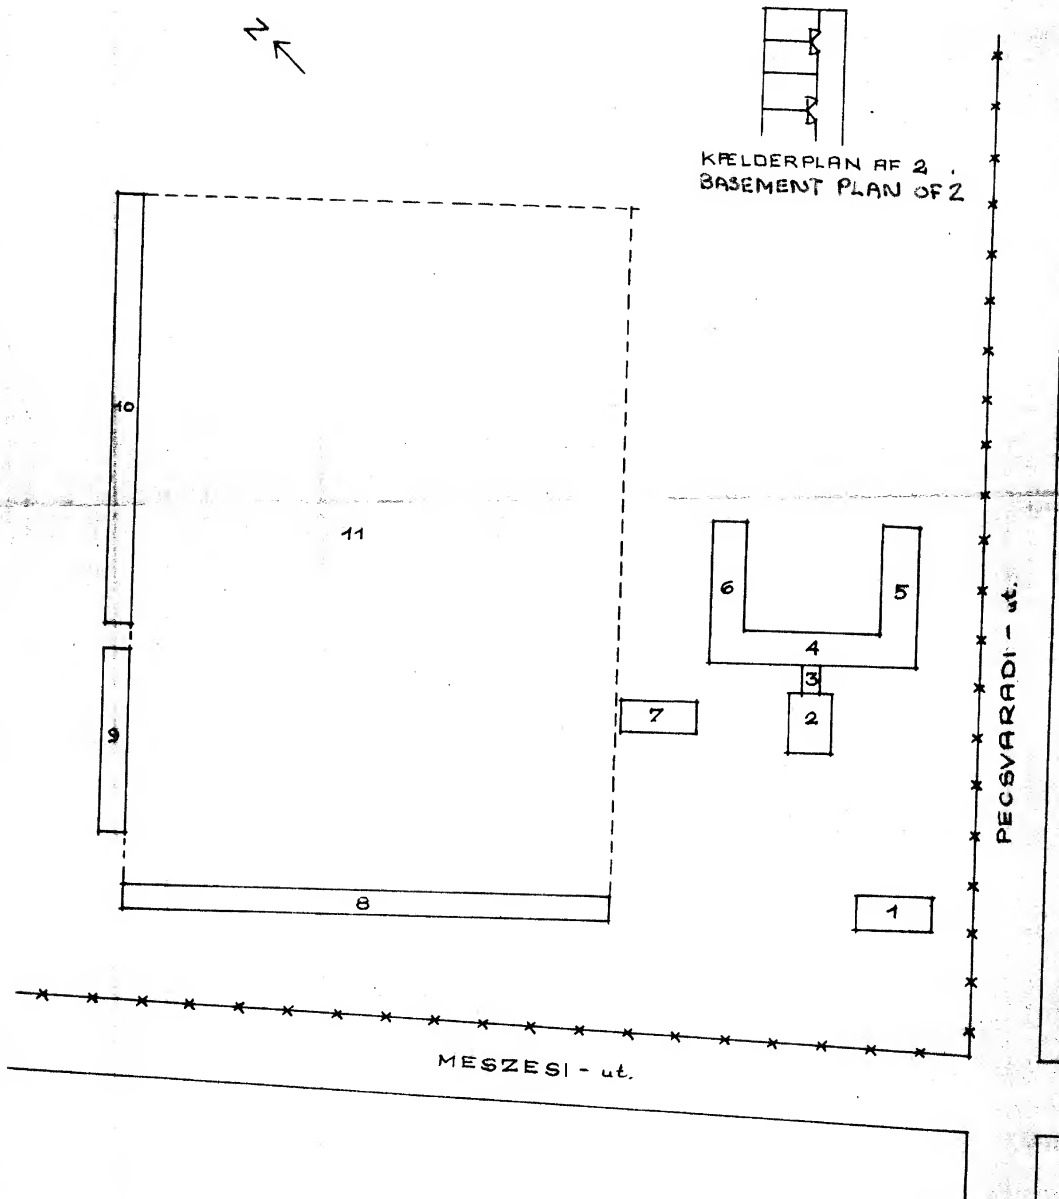 N
KÆLDERPLAN AF 2.
BASEMENT PLAN OF 2
10
11
6
5
4
3
7
2
9
8
1
PECSVARADI - ut.
MESZESI - ut.